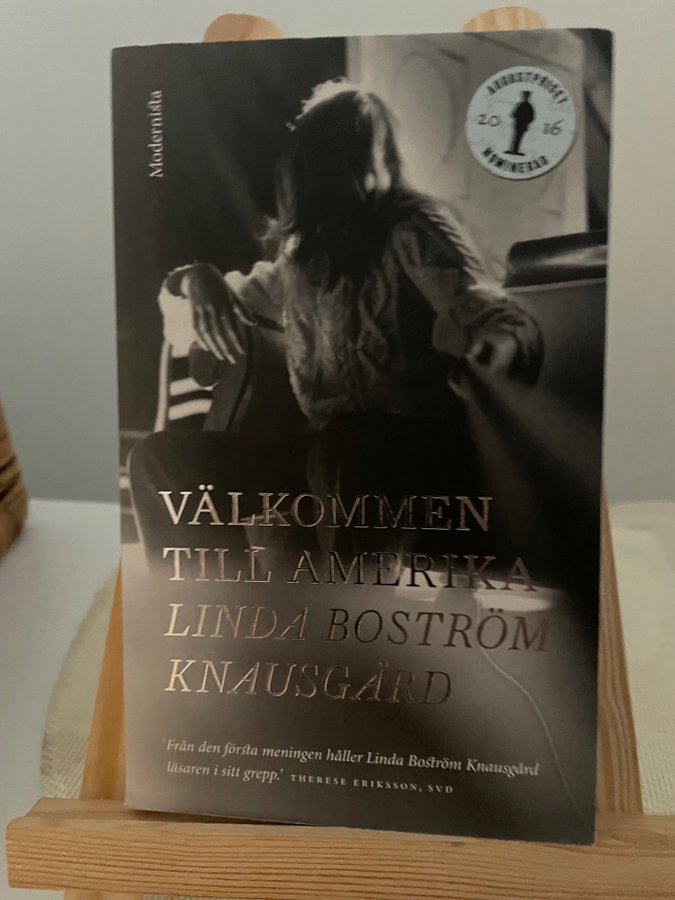 Modernista
AUGUSTPRISET
2016
NOMINERAD
VÄLKOMMEN
TILL AMERIKA
LINDA BOSTRÖM
KNAUSGÅRD
‘Från den första meningen håller Linda Boström Knausgård
läsaren i sitt grepp.’ THERESE ERIKSSON, SVD